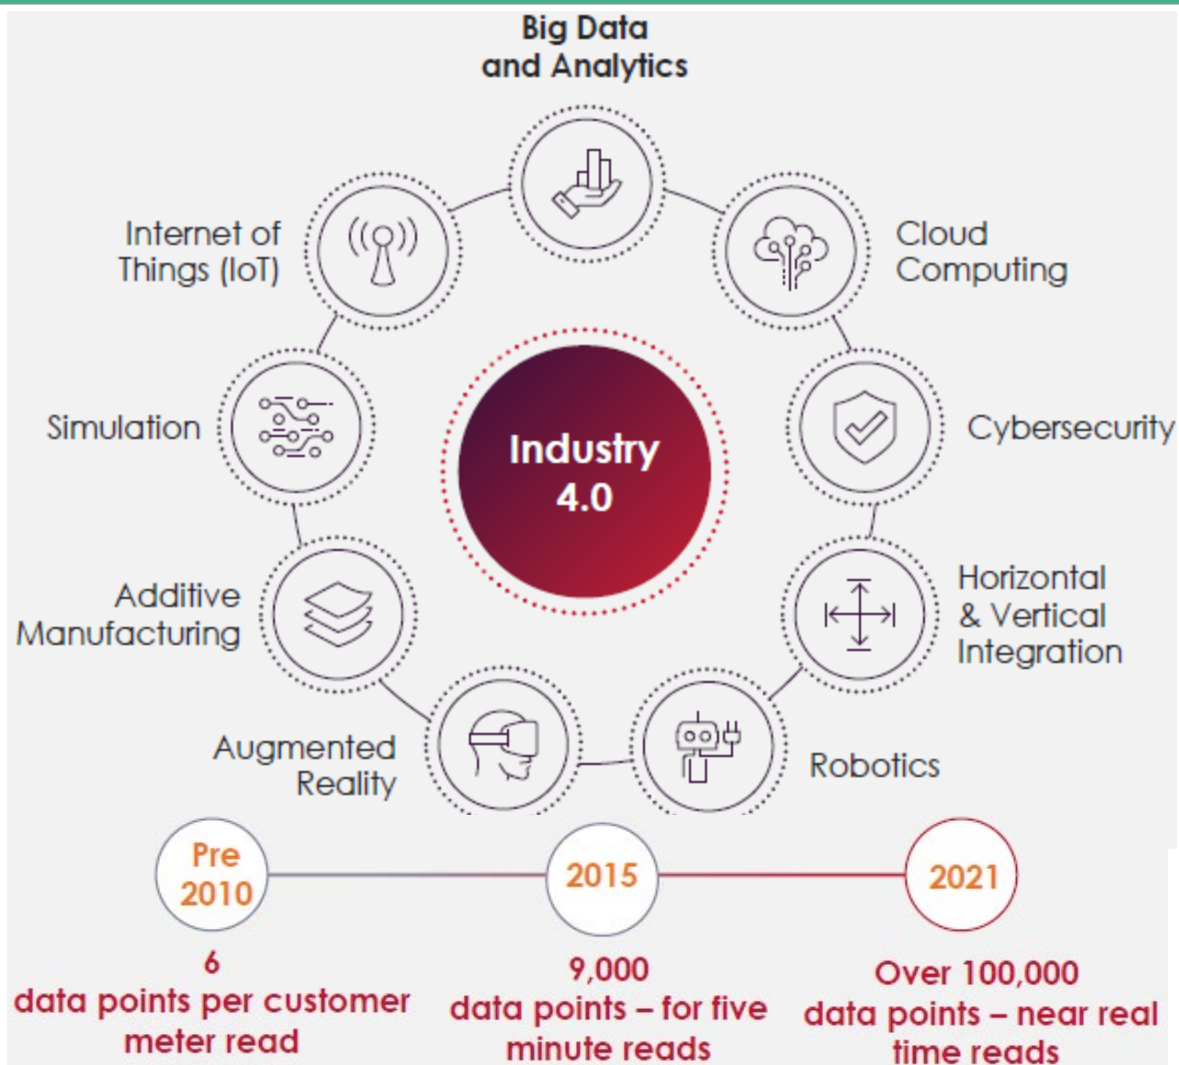 Big Data
and Analytics
Internet of
Things (IoT)
Cloud
Computing
Simulation
Industry
4.0
Cybersecurity
Additive
Manufacturing
Horizontal
& Vertical
Integration
Augmented
Reality
Robotics
Pre
2010
2015
2021
6
data points per customer
meter read
9,000
data points – for five
minute reads
Over 100,000
data points – near real
time reads